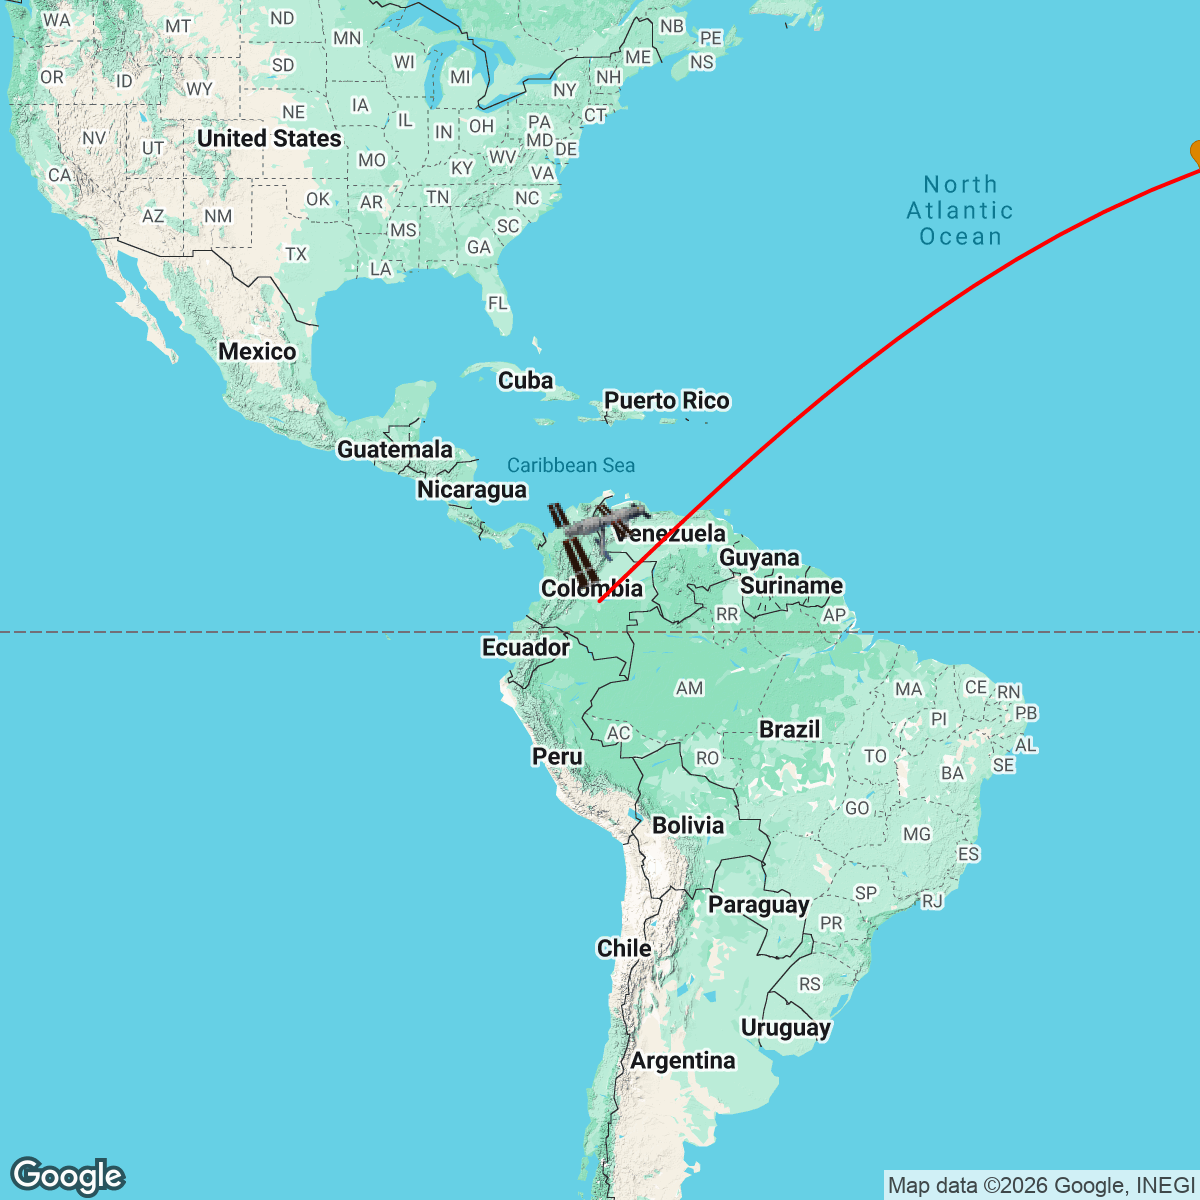 WA
MT
ND
MN
NB
PE
OR
ID
SD
WI
MI
ME
NS
WY
NH
NY
NE
IA
IL
IN
OH
PA
CT
NV
UT
United States
MO
MD
DE
KY
WV
CA
VA
AZ
NM
OK
AR
TN
NC
MS
SC
TX
LA
GA
FL
North
Atlantic
Ocean
Mexico
Cuba
Puerto Rico
Guatemala
Caribbean Sea
Nicaragua
Venezuela
Guyana
Colombia
Suriname
RR
AP
Ecuador
AM
MA
CE
RN
PI
PB
AC
Brazil
AL
Peru
RO
TO
SE
BA
GO
Bolivia
MG
ES
SP
Paraguay
RJ
PR
Chile
RS
Uruguay
Argentina
Google
Map data ©2026 Google, INEGI